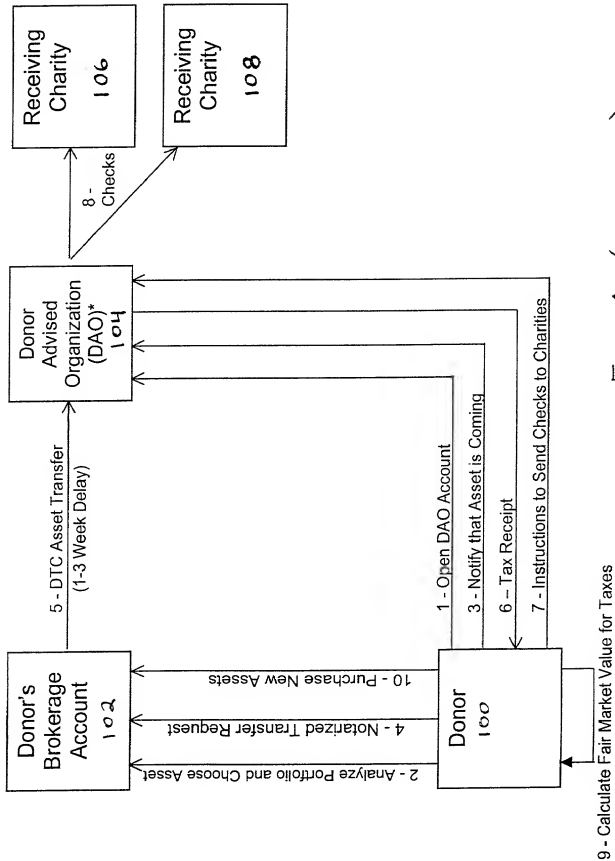 Donor's
Brokerage
Account
102
5 - DTC Asset Transfer
(1-3 Week Delay)
Donor
Advised
Organization
(DAO)*
104
8 -
Checks
Receiving
Charity
106
Receiving
Charity
108
2 - Analyze Portfolio and Choose Asset
4 - Notarized Transfer Request
10 - Purchase New Assets
1 - Open DAO Account
3 - Notify that Asset is Coming
6 – Tax Receipt
7 - Instructions to Send Checks to Charities
Donor
100
9 - Calculate Fair Market Value for Taxes